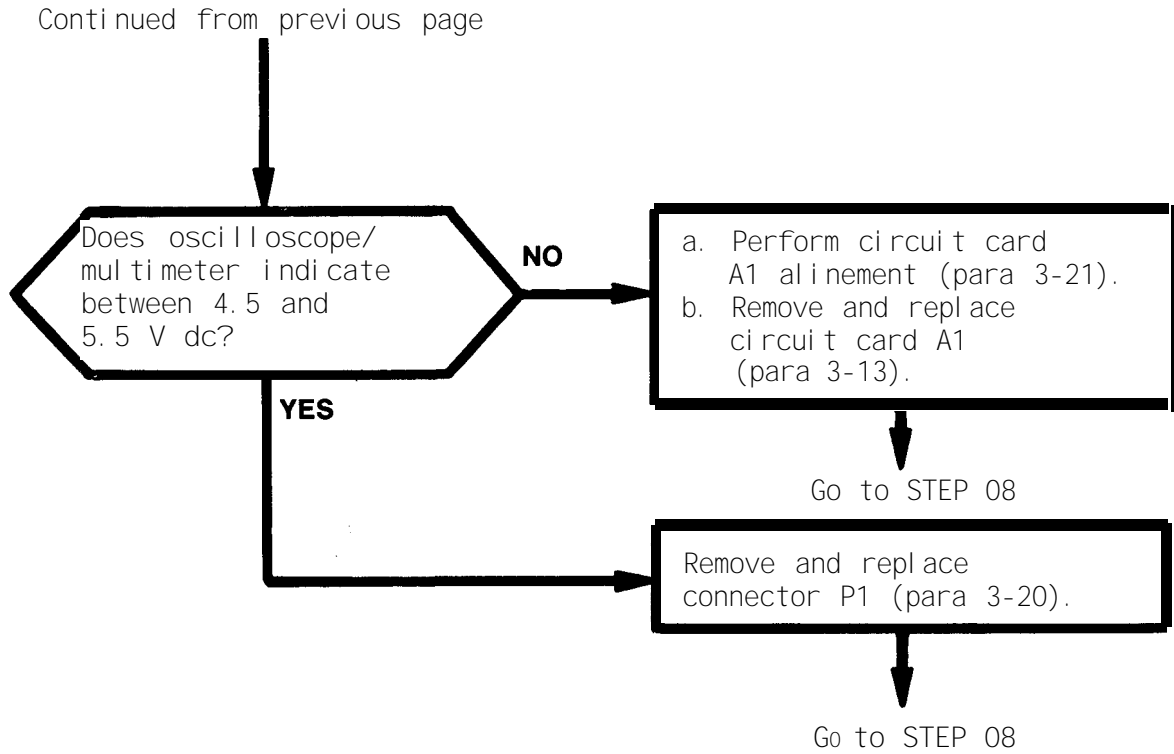 Continued from previous page
Does oscilloscope/
multimeter indicate
between 4.5 and
5.5 V dc?
NO
a. Perform circuit card
A1 alinement (para 3-21).
b. Remove and replace
circuit card A1
(para 3-13).
YES
Go to STEP 08
Remove and replace
connector P1 (para 3-20).
Go to STEP 08